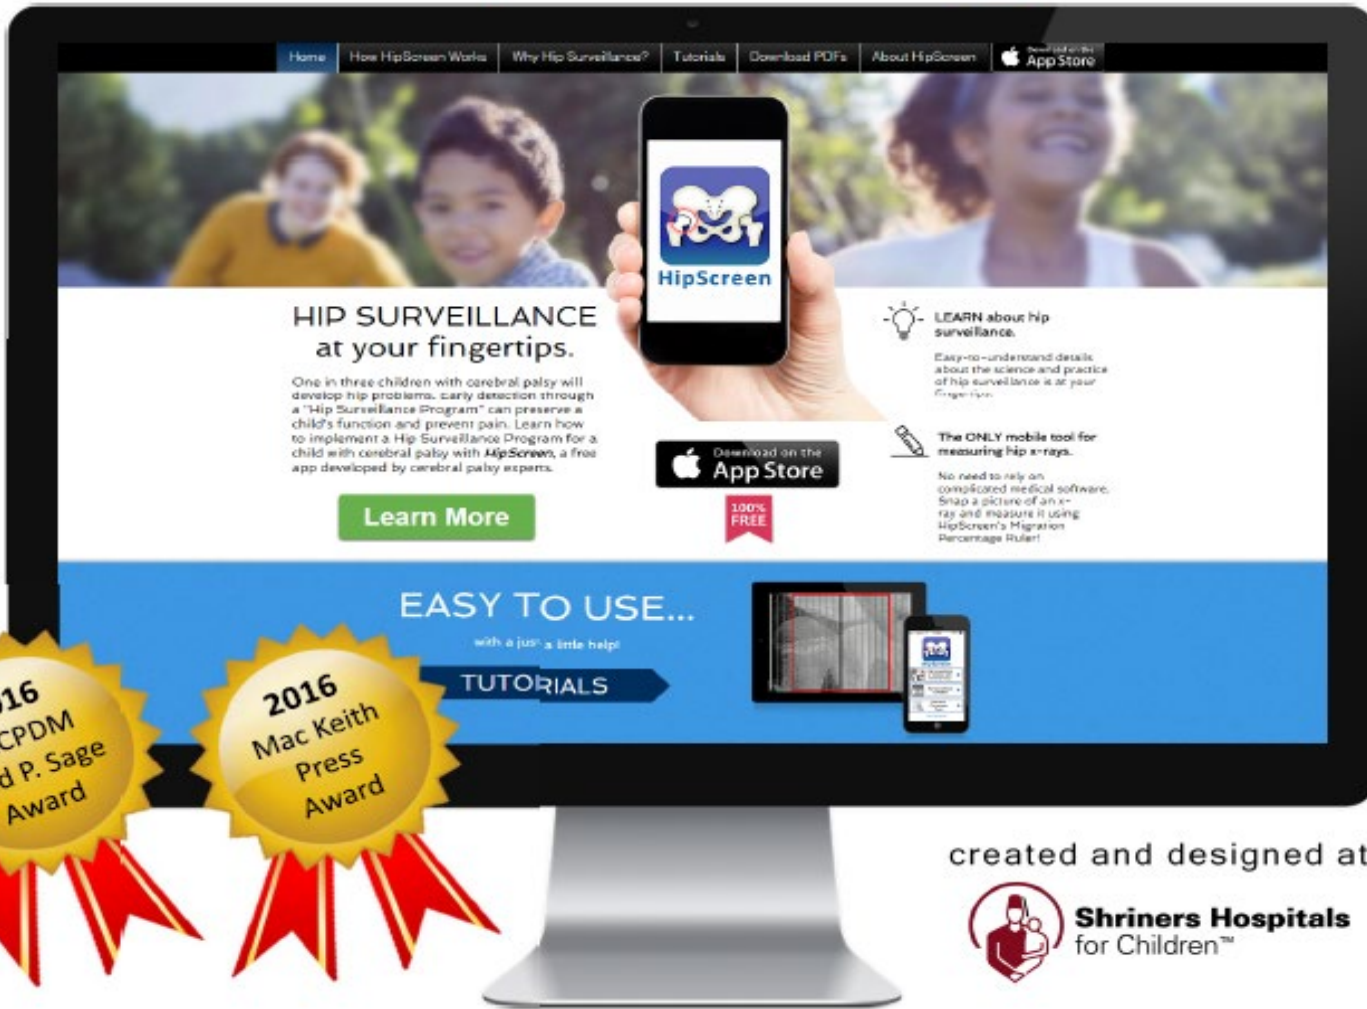 Home How HipScreen Works Why Hip Surveillance? Tutorials Download PDFs About HipScreen Download on the App Store
HipScreen
HIP SURVEILLANCE
at your fingertips.
One in three children with cerebral palsy will
develop hip problems. Early detection through
a "Hip Surveillance Program" can preserve a
child's function and prevent pain. Learn how
to implement a Hip Surveillance Program for a
child with cerebral palsy with HipScreen, a free
app developed by cerebral palsy experts.
Learn More
Download on the
App Store
100%
FREE
LEARN about hip
surveillance.
Easy-to-understand details
about the science and practice
of hip surveillance is at your
fingertips.
The ONLY mobile tool for
measuring hip x-rays.
No need to rely on
complicated medical software.
Snap a picture of an x-
ray and measure it using
HipScreen's Migration
Percentage Ruler!
EASY TO USE...
with a just a little help!
TUTORIALS
16
CPDM
d P. Sage
Award
2016
Mac Keith
Press
Award
created and designed at
Shriners Hospitals
for Children™